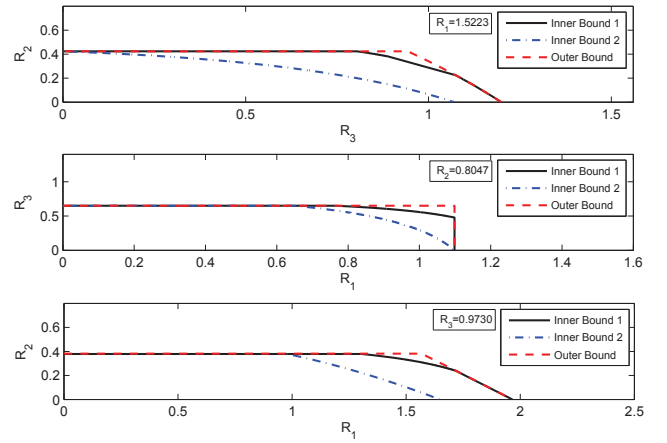 R1=1.5223
Inner Bound 1
Inner Bound 2
Outer Bound
R2
0.6
0.4
0.2
0
0 0.5 1 1.5
R3
R2=0.8047
Inner Bound 1
Inner Bound 2
Outer Bound
R3
1
0.5
0
0 0.2 0.4 0.6 0.8 1 1.2 1.4 1.6
R1
R3=0.9730
Inner Bound 1
Inner Bound 2
Outer Bound
R2
0.6
0.4
0.2
0
0 0.5 1 1.5 2 2.5
R1